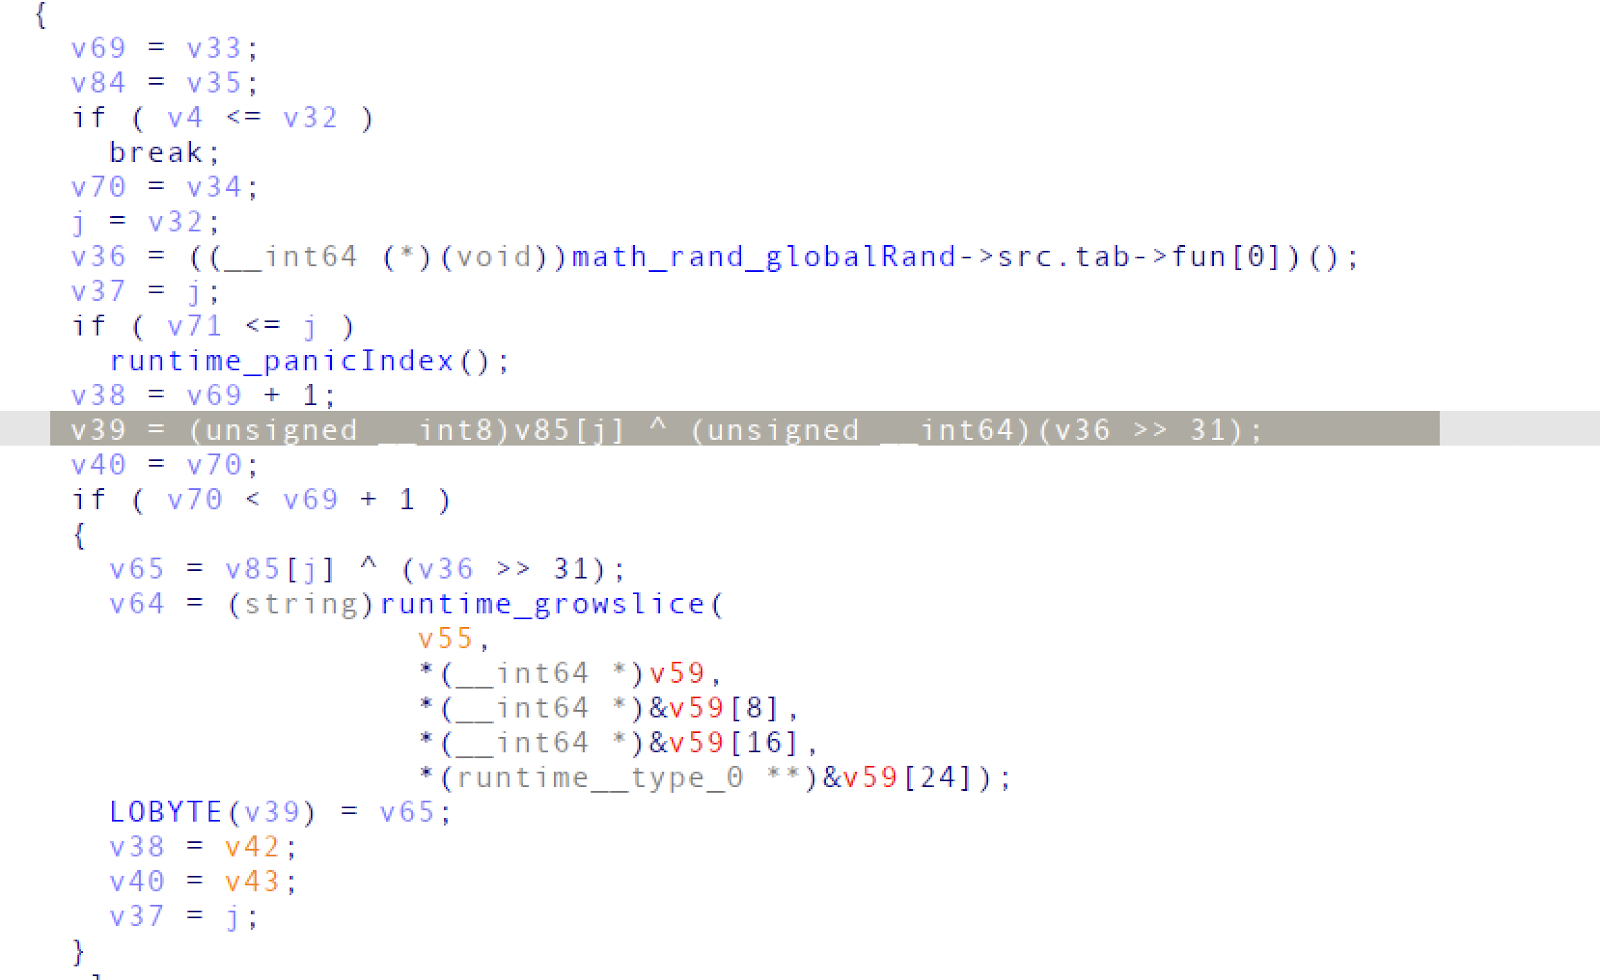 {
v69 = v33;
v84 = v35;
if ( v4 <= v32 )
break;
v70 = v34;
j = v32;
v36 = ((__int64 (*)(void))math_rand_globalRand->src.tab->fun[0])();
v37 = j;
if ( v71 <= j )
runtime_panicIndex();
v38 = v69 + 1;
v39 = (unsigned __int8)v85[j] ^ (unsigned __int64)(v36 >> 31);
v40 = v70;
if ( v70 < v69 + 1 )
{
v65 = v85[j] ^ (v36 >> 31);
v64 = (string)runtime_growslice(
v55,
*(__int64 *)v59,
*(__int64 *)&v59[8],
*(__int64 *)&v59[16],
*(runtime__type_0 **)&v59[24]);
LOBYTE(v39) = v65;
v38 = v42;
v40 = v43;
v37 = j;
}